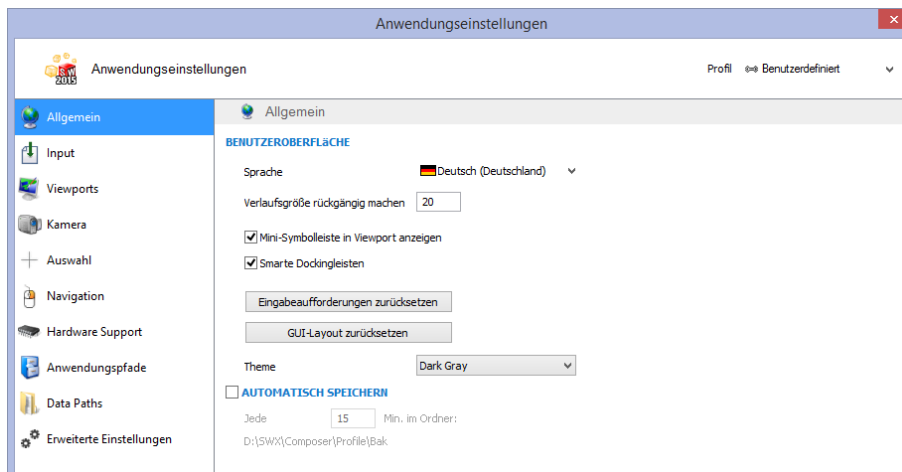 Anwendungseinstellungen
SW
2015
Anwendungseinstellungen
Profil Benutzerdefiniert
Allgemein
Input
Viewports
Kamera
Auswahl
Navigation
Hardware Support
Anwendungspfade
Data Paths
Erweiterte Einstellungen
Allgemein
BENUTZEROBERFLäCHE
Sprache Deutsch (Deutschland)
Verlaufsgröße rückgängig machen 20
Mini-Symbolleiste in Viewport anzeigen
Smarte Dockingleisten
Eingabeaufforderungen zurücksetzen
GUI-Layout zurücksetzen
Theme Dark Gray
AUTOMATISCH SPEICHERN
Jede 15 Min. im Ordner:
D:\SWX\Composer\Profile\Bak